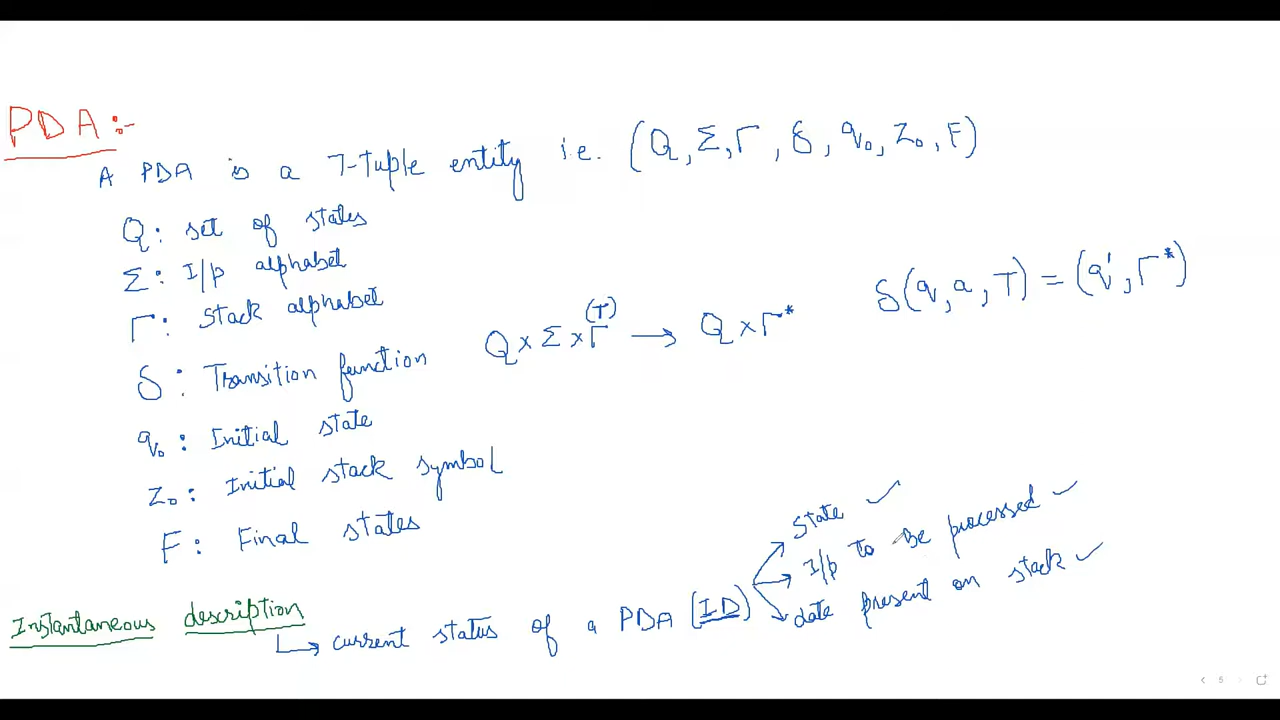 PDA :-
A PDA is a 7-Tuple entity i.e. (Q, Σ, Γ, δ, q₀, Z₀, F)
Q: set of states
Σ: I/p alphabet
Γ: Stack alphabet
δ: Transition function Q × Σ × Γ (T) → Q × Γ* δ(q, a, T) = (q', Γ*)
q₀: Initial state
Z₀: Initial stack symbol
F: Final states
Instantaneous description
↳ current status of a PDA (ID)
State ✓
I/p to be processed ✓
date present on stack ✓
5